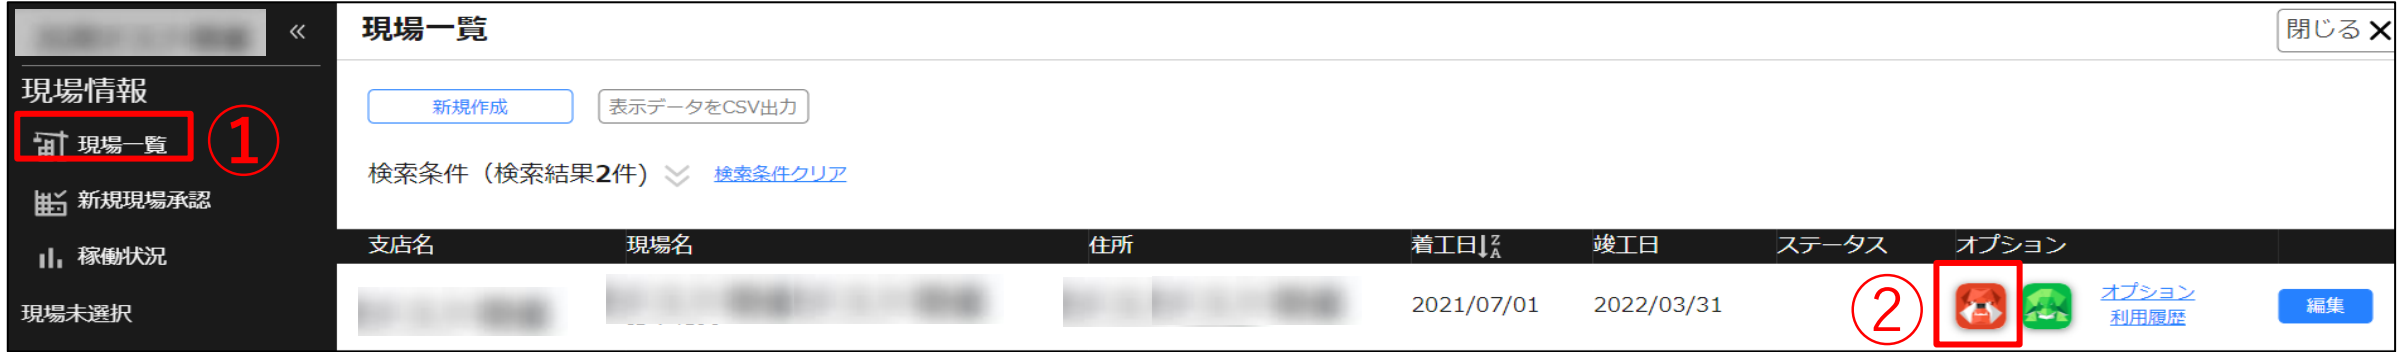 «
現場情報
現場一覧
①
新規現場承認
稼働状況
現場未選択
現場一覧
閉じる ✕
新規作成
表示データをCSV出力
検索条件（検索結果2件) 検索条件クリア
支店名 現場名 住所 着工日↓ZA 竣工日 ステータス オプション
2021/07/01 2022/03/31 ② オプション
利用履歴
編集